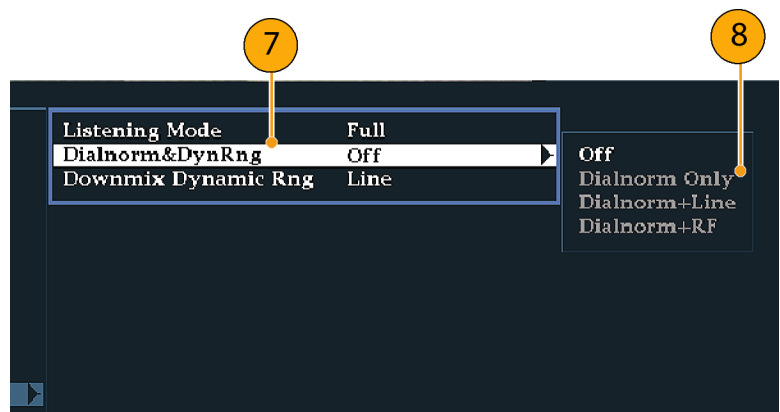 7
8
Listening Mode Full
Dialnorm&DynRng Off
Downmix Dynamic Rng Line
Off
Dialnorm Only
Dialnorm+Line
Dialnorm+RF